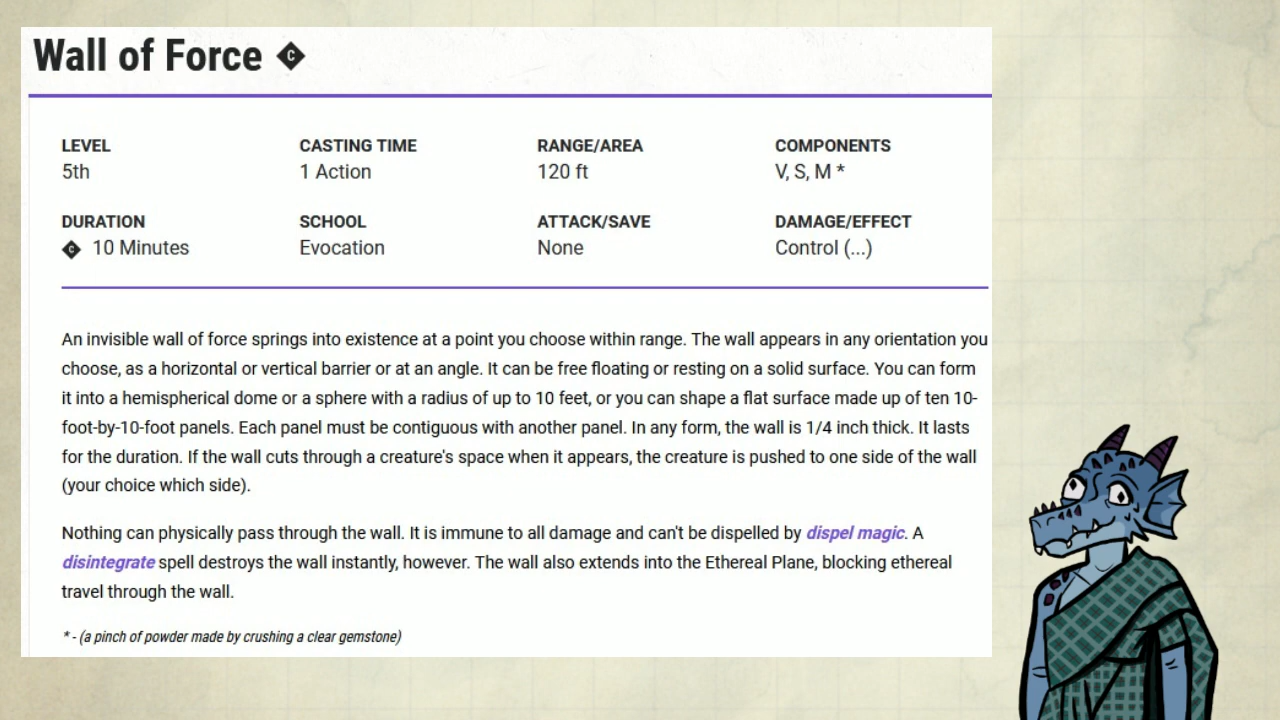 Wall of Force C
LEVEL CASTING TIME RANGE/AREA COMPONENTS
5th 1 Action 120 ft V, S, M *
DURATION SCHOOL ATTACK/SAVE DAMAGE/EFFECT
C 10 Minutes Evocation None Control (...)
An invisible wall of force springs into existence at a point you choose within range. The wall appears in any orientation you
choose, as a horizontal or vertical barrier or at an angle. It can be free floating or resting on a solid surface. You can form
it into a hemispherical dome or a sphere with a radius of up to 10 feet, or you can shape a flat surface made up of ten 10-
foot-by-10-foot panels. Each panel must be contiguous with another panel. In any form, the wall is 1/4 inch thick. It lasts
for the duration. If the wall cuts through a creature's space when it appears, the creature is pushed to one side of the wall
(your choice which side).
Nothing can physically pass through the wall. It is immune to all damage and can't be dispelled by dispel magic. A
disintegrate spell destroys the wall instantly, however. The wall also extends into the Ethereal Plane, blocking ethereal
travel through the wall.
* - (a pinch of powder made by crushing a clear gemstone)